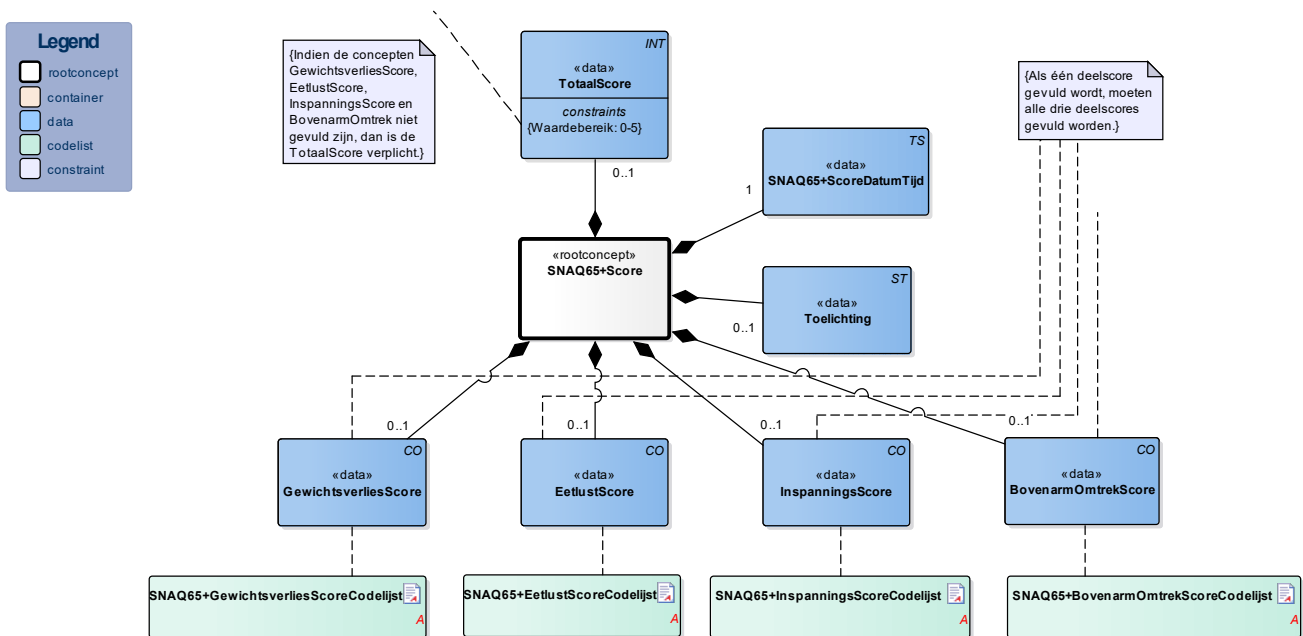 Legend
rootconcept
container
data
codelist
constraint
{Indien de concepten
GewichtsverliesScore,
EetlustScore,
InspanningsScore en
BovenarmOmtrek niet
gevuld zijn, dan is de
TotaalScore verplicht.}
INT
«data»
TotaalScore
constraints
{Waardebereik: 0-5}
0..1
{Als één deelscore
gevuld wordt, moeten
alle drie deelscores
gevuld worden.}
TS
«data»
SNAQ65+ScoreDatumTijd
1
«rootconcept»
SNAQ65+Score
ST
«data»
Toelichting
0..1
0..1
0..1
0..1
0..1
CO
«data»
GewichtsverliesScore
CO
«data»
EetlustScore
CO
«data»
InspanningsScore
CO
«data»
BovenarmOmtrekScore
SNAQ65+GewichtsverliesScoreCodelijst
A
SNAQ65+EetlustScoreCodelijst
A
SNAQ65+InspanningsScoreCodelijst
A
SNAQ65+BovenarmOmtrekScoreCodelijst
A